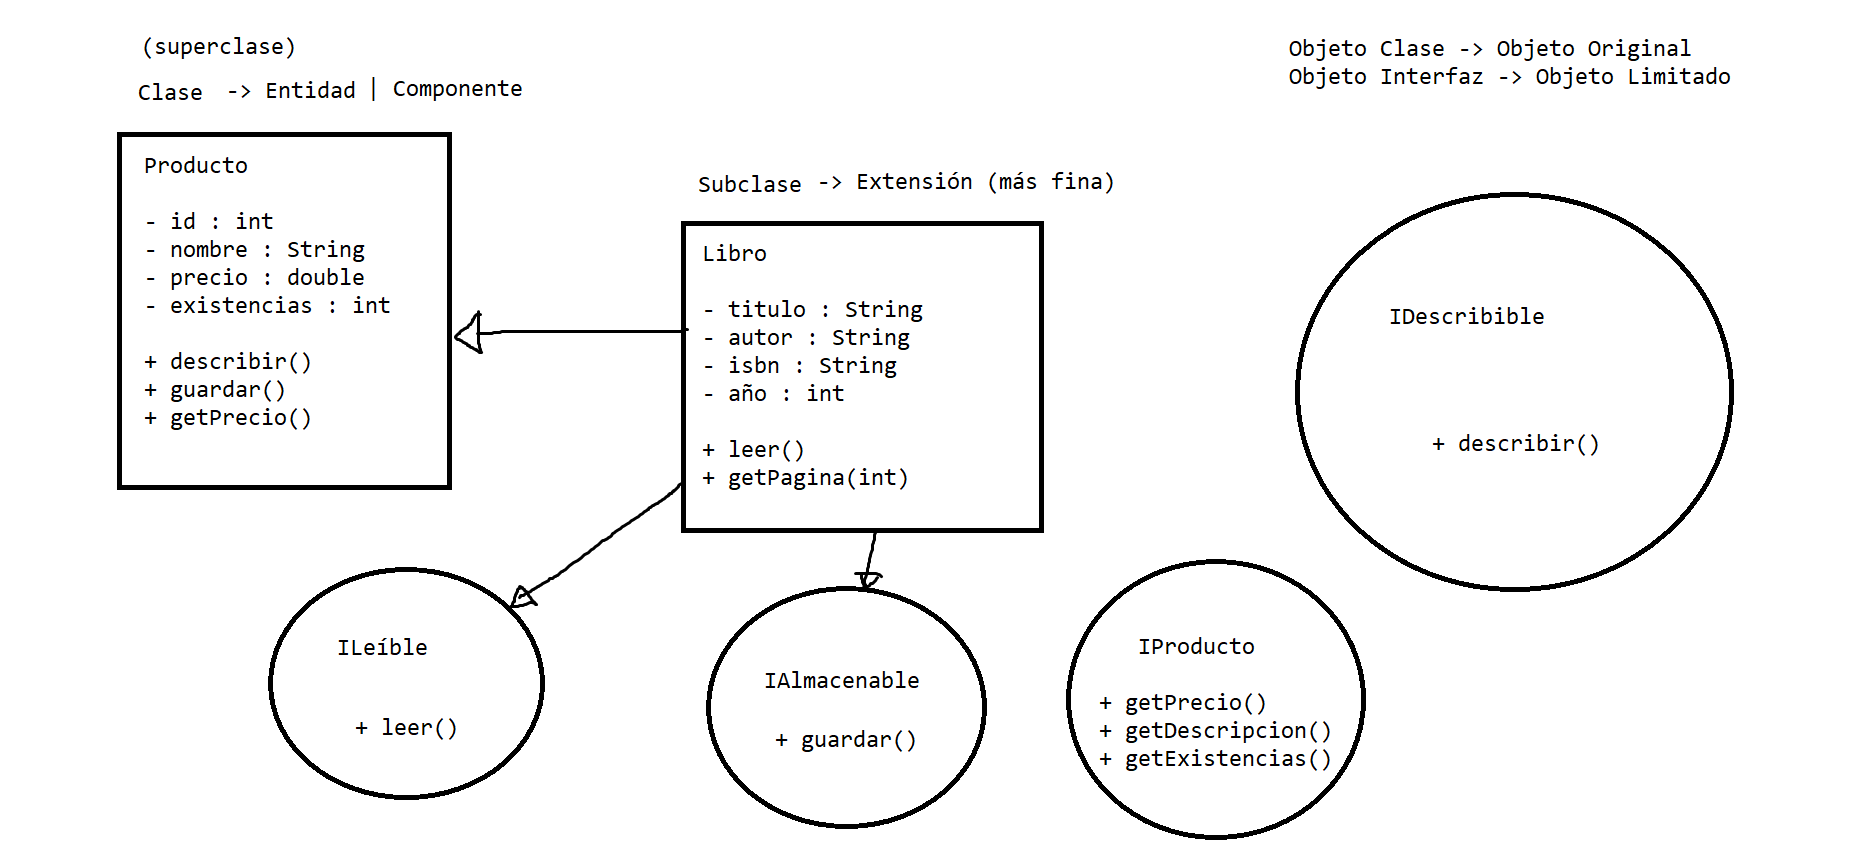 (superclase)
Clase -> Entidad | Componente
Producto
- id : int
- nombre : String
- precio : double
- existencias : int
+ describir()
+ guardar()
+ getPrecio()
Subclase -> Extensión (más fina)
Libro
- titulo : String
- autor : String
- isbn : String
- año : int
+ leer()
+ getPagina(int)
Objeto Clase -> Objeto Original
Objeto Interfaz -> Objeto Limitado
IDescribible
+ describir()
ILeíble
+ leer()
IAlmacenable
+ guardar()
IProducto
+ getPrecio()
+ getDescripcion()
+ getExistencias()